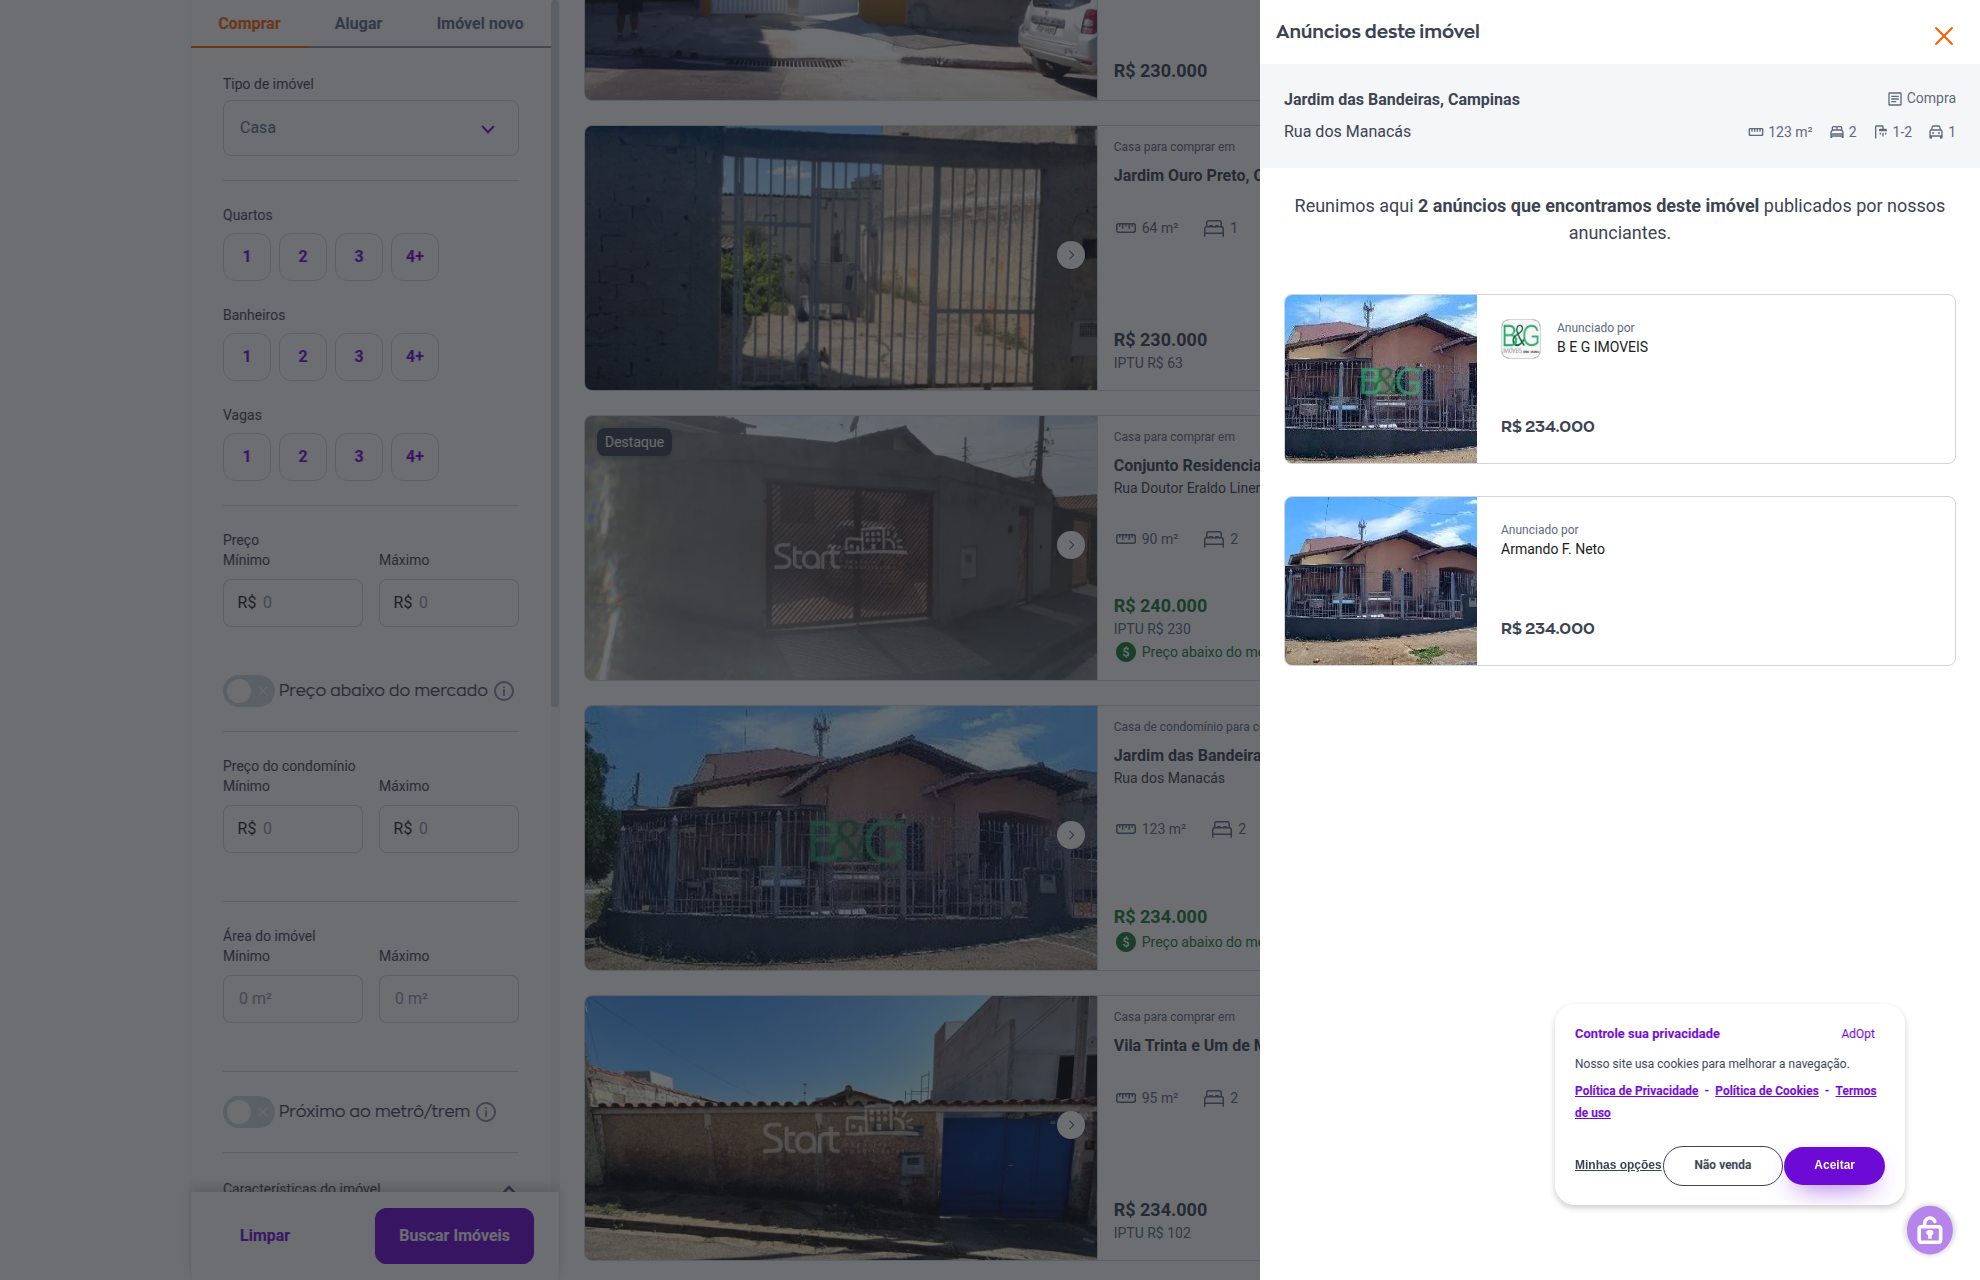 Comprar
Alugar
Imóvel novo
Tipo de imóvel
Casa
Quartos
1
2
3
4+
Banheiros
1
2
3
4+
Vagas
1
2
3
4+
Preço
Mínimo
Máximo
R$ 0
R$ 0
Preço abaixo do mercado
Preço do condomínio
Mínimo
Máximo
R$ 0
R$ 0
Área do imóvel
Mínimo
Máximo
0 m²
0 m²
Próximo ao metrô/trem
Características do imóvel
Limpar
Buscar Imóveis
R$ 230.000
Casa para comprar em
Jardim Ouro Preto, C
64 m²
1
R$ 230.000
IPTU R$ 63
Destaque
Start
Casa para comprar em
Conjunto Residencia
Rua Doutor Eraldo Liner
90 m²
2
R$ 240.000
IPTU R$ 230
Preço abaixo do me
B&G
Casa de condomínio para c
Jardim das Bandeira
Rua dos Manacás
123 m²
2
R$ 234.000
Preço abaixo do me
Start
Casa para comprar em
Vila Trinta e Um de M
95 m²
2
R$ 234.000
IPTU R$ 102
Anúncios deste imóvel
Jardim das Bandeiras, Campinas
Compra
Rua dos Manacás
123 m²
2
1-2
1
Reunimos aqui 2 anúncios que encontramos deste imóvel publicados por nossos
anunciantes.
B&G
B&G
Anunciado por
B E G IMOVEIS
R$ 234.000
Anunciado por
Armando F. Neto
R$ 234.000
Controle sua privacidade
AdOpt
Nosso site usa cookies para melhorar a navegação.
Política de Privacidade - Política de Cookies - Termos
de uso
Minhas opções
Não venda
Aceitar